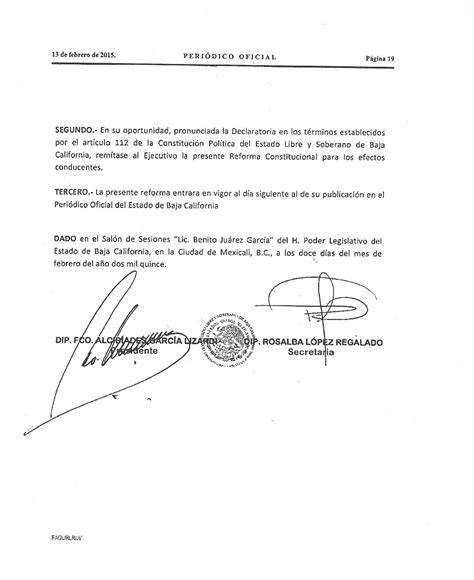 13 de febrero de 2015.
PERIÓDICO OFICIAL
Página 19
SEGUNDO.- En su oportunidad, pronunciada la Declaratoria en los términos establecidos
por el artículo 112 de la Constitución Política del Estado Libre y Soberano de Baja
California, remítase al Ejecutivo la presente Reforma Constitucional para los efectos
conducentes.
TERCERO.- La presente reforma entrara en vigor al día siguiente al de su publicación en el
Periódico Oficial del Estado de Baja California
DADO en el Salón de Sesiones "Lic. Benito Juárez García" del H. Poder Legislativo del
Estado de Baja California, en la Ciudad de Mexicali, B.C., a los doce días del mes de
febrero del año dos mil quince.
DIP. FCO. ALCIBIADES GARCÍA LIZARDI
Presidente
DIP. ROSALBA LÓPEZ REGALADO
Secretaria